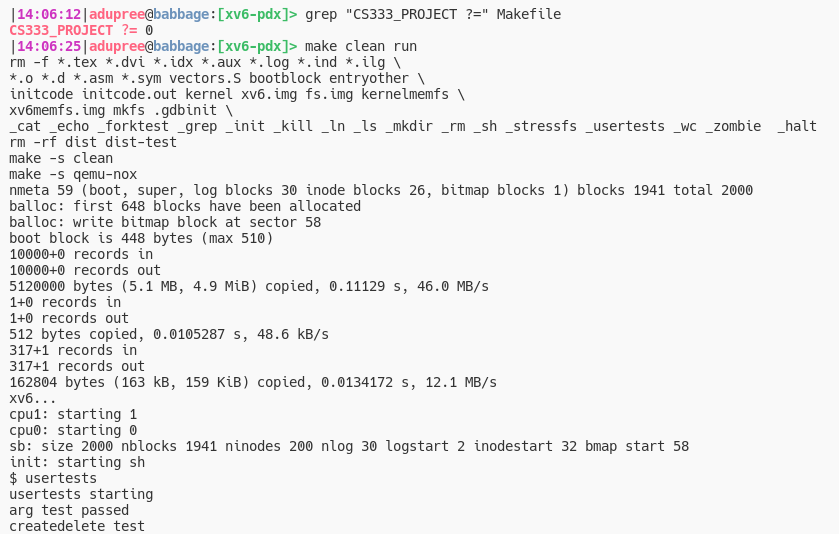 |14:06:12|adupree@babbage:[xv6-pdx]> grep "CS333_PROJECT ?=" Makefile
CS333_PROJECT ?= 0
|14:06:25|adupree@babbage:[xv6-pdx]> make clean run
rm -f *.tex *.dvi *.idx *.aux *.log *.ind *.ilg \
*.o *.d *.asm *.sym vectors.S bootblock entryother \
initcode initcode.out kernel xv6.img fs.img kernelmemfs \
xv6memfs.img mkfs .gdbinit \
_cat _echo _forktest _grep _init _kill _ln _ls _mkdir _rm _sh _stressfs _usertests _wc _zombie  _halt
rm -rf dist dist-test
make -s clean
make -s qemu-nox
nmeta 59 (boot, super, log blocks 30 inode blocks 26, bitmap blocks 1) blocks 1941 total 2000
balloc: first 648 blocks have been allocated
balloc: write bitmap block at sector 58
boot block is 448 bytes (max 510)
10000+0 records in
10000+0 records out
5120000 bytes (5.1 MB, 4.9 MiB) copied, 0.11129 s, 46.0 MB/s
1+0 records in
1+0 records out
512 bytes copied, 0.0105287 s, 48.6 kB/s
317+1 records in
317+1 records out
162804 bytes (163 kB, 159 KiB) copied, 0.0134172 s, 12.1 MB/s
xv6...
cpu1: starting 1
cpu0: starting 0
sb: size 2000 nblocks 1941 ninodes 200 nlog 30 logstart 2 inodestart 32 bmap start 58
init: starting sh
$ usertests
usertests starting
arg test passed
createdelete test